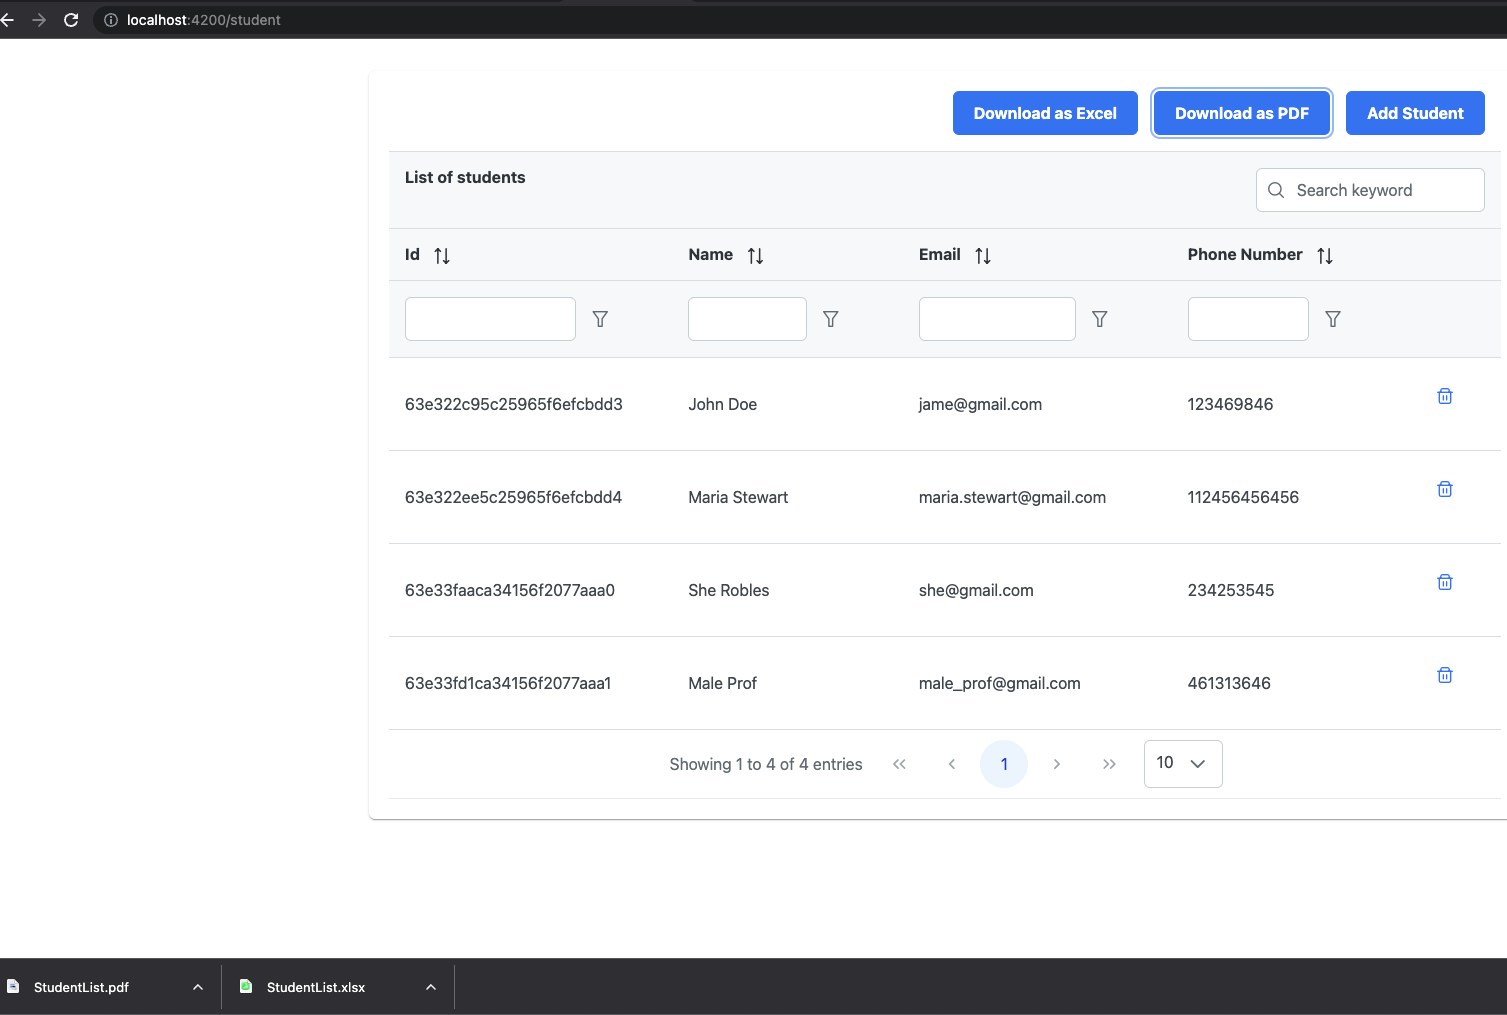 localhost:4200/student
Download as Excel Download as PDF Add Student
List of students
Search keyword
Id Name Email Phone Number
63e322c95c25965f6efcbdd3 John Doe jame@gmail.com 123469846
63e322ee5c25965f6efcbdd4 Maria Stewart maria.stewart@gmail.com 112456456456
63e33faaca34156f2077aaa0 She Robles she@gmail.com 234253545
63e33fd1ca34156f2077aaa1 Male Prof male_prof@gmail.com 461313646
Showing 1 to 4 of 4 entries << < 1 > >> 10
StudentList.pdf StudentList.xlsx